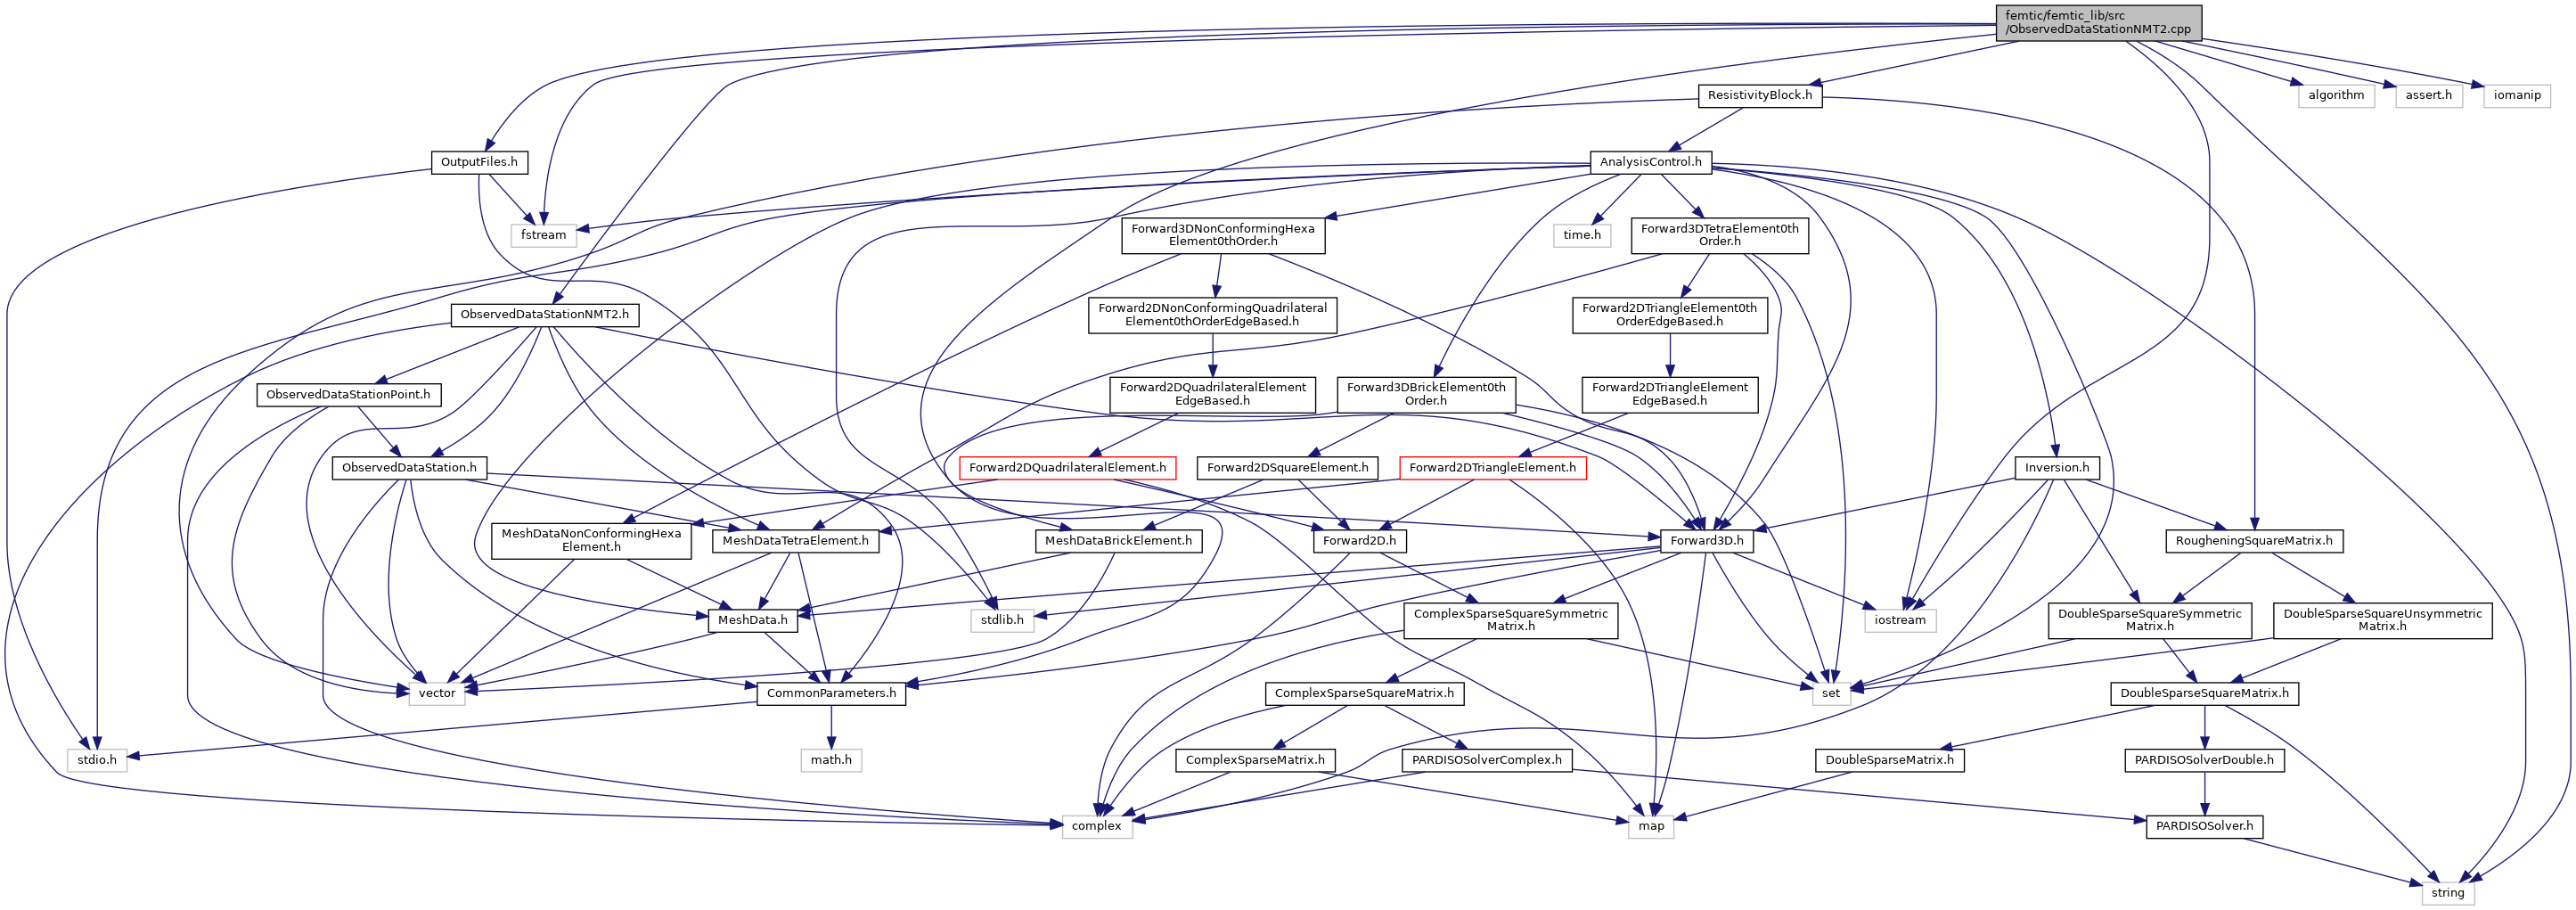 femtic/femtic_lib/src
/ObservedDataStationNMT2.cpp
ResistivityBlock.h
algorithm
assert.h
iomanip
OutputFiles.h
AnalysisControl.h
fstream
Forward3DNonConformingHexa
Element0thOrder.h
time.h
Forward3DTetraElement0th
Order.h
ObservedDataStationNMT2.h
Forward2DNonConformingQuadrilateral
Element0thOrderEdgeBased.h
Forward2DTriangleElement0th
OrderEdgeBased.h
ObservedDataStationPoint.h
Forward2DQuadrilateralElement
EdgeBased.h
Forward3DBrickElement0th
Order.h
Forward2DTriangleElement
EdgeBased.h
ObservedDataStation.h
Forward2DQuadrilateralElement.h
Forward2DSquareElement.h
Forward2DTriangleElement.h
Inversion.h
MeshDataNonConformingHexa
Element.h
MeshDataTetraElement.h
MeshDataBrickElement.h
Forward2D.h
Forward3D.h
RougheningSquareMatrix.h
MeshData.h
stdlib.h
ComplexSparseSquareSymmetric
Matrix.h
iostream
DoubleSparseSquareSymmetric
Matrix.h
DoubleSparseSquareUnsymmetric
Matrix.h
vector
CommonParameters.h
ComplexSparseSquareMatrix.h
set
DoubleSparseSquareMatrix.h
stdio.h
math.h
ComplexSparseMatrix.h
PARDISOSolverComplex.h
DoubleSparseMatrix.h
PARDISOSolverDouble.h
complex
map
PARDISOSolver.h
string